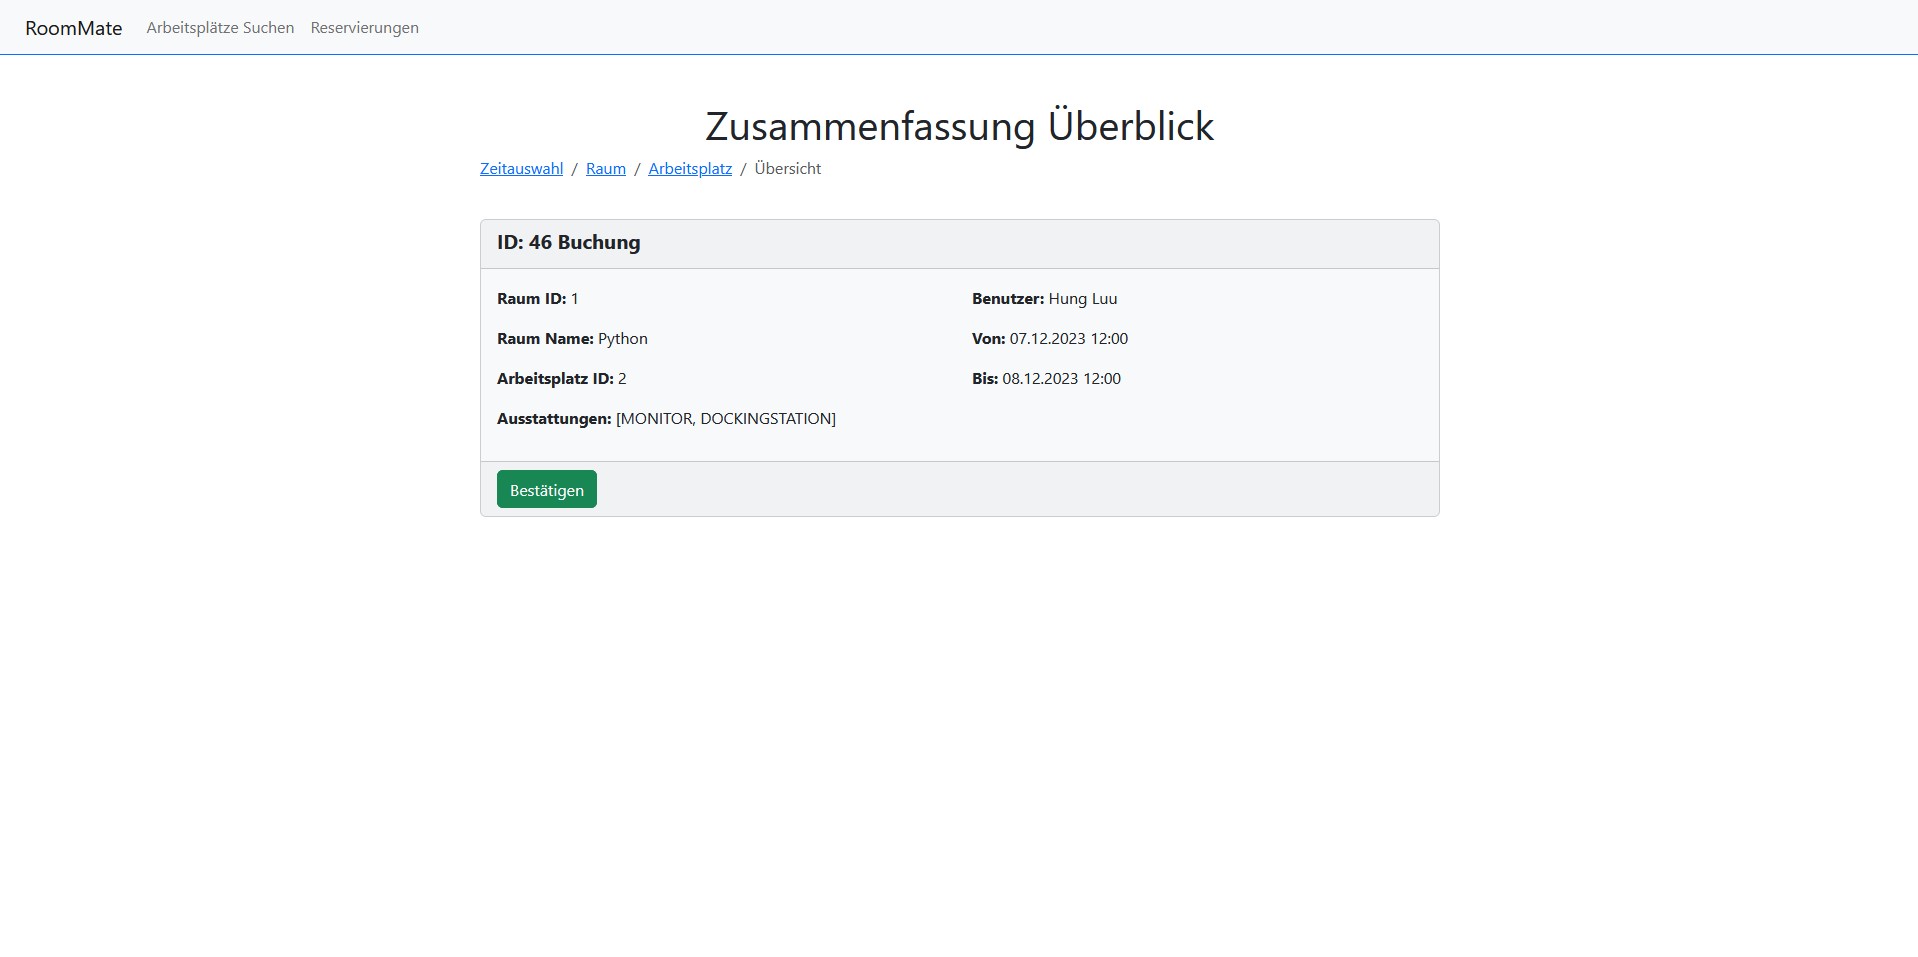 RoomMate Arbeitsplätze Suchen Reservierungen
Zusammenfassung Überblick
Zeitauswahl / Raum / Arbeitsplatz / Übersicht
ID: 46 Buchung
Raum ID: 1
Raum Name: Python
Arbeitsplatz ID: 2
Ausstattungen: [MONITOR, DOCKINGSTATION]
Benutzer: Hung Luu
Von: 07.12.2023 12:00
Bis: 08.12.2023 12:00
Bestätigen